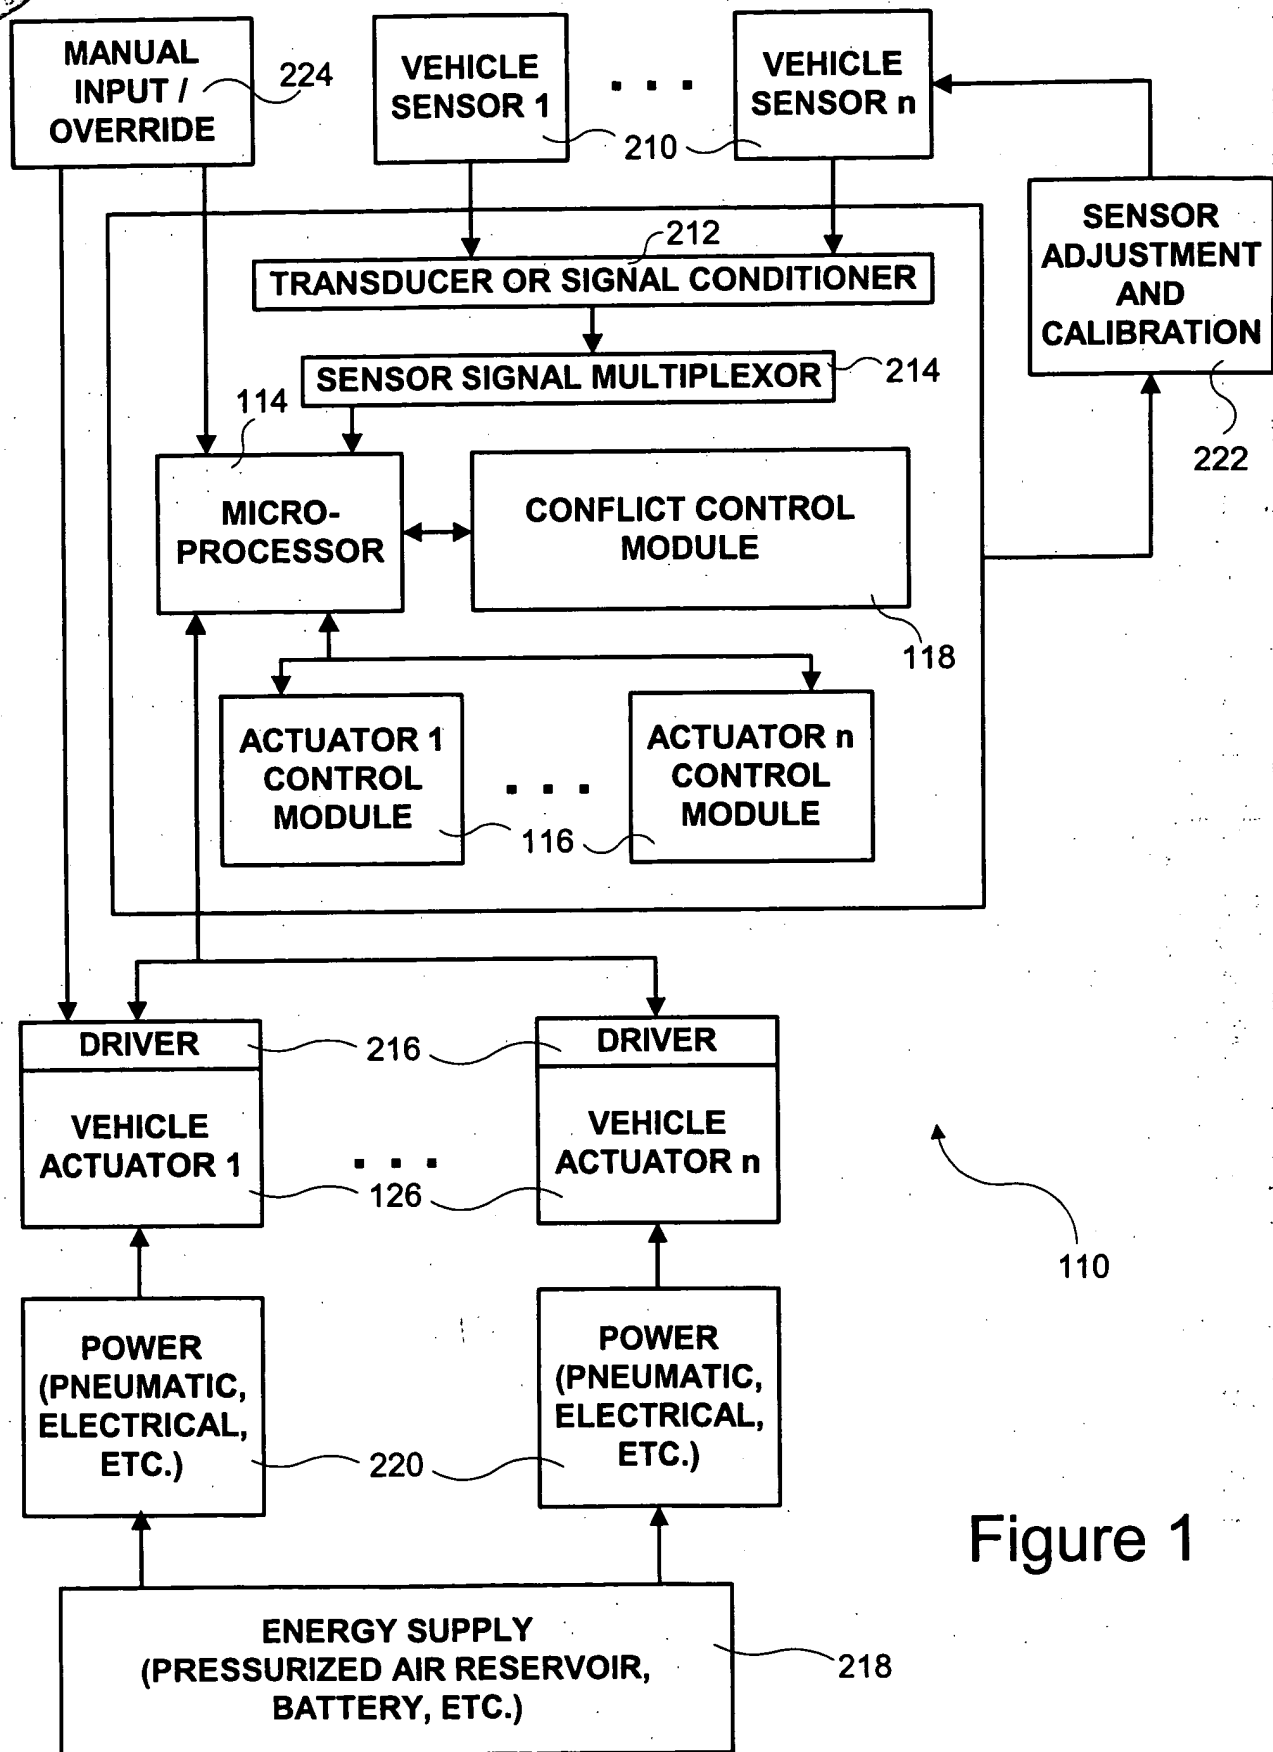 MANUAL
INPUT /
OVERRIDE
224
VEHICLE
SENSOR 1
. . .
VEHICLE
SENSOR n
210
SENSOR
ADJUSTMENT
AND
CALIBRATION
222
212
TRANSDUCER OR SIGNAL CONDITIONER
SENSOR SIGNAL MULTIPLEXOR
214
114
MICRO-
PROCESSOR
CONFLICT CONTROL
MODULE
118
ACTUATOR 1
CONTROL
MODULE
. . .
ACTUATOR n
CONTROL
MODULE
116
DRIVER
216
DRIVER
VEHICLE
ACTUATOR 1
. . .
VEHICLE
ACTUATOR n
126
110
POWER
(PNEUMATIC,
ELECTRICAL,
ETC.)
220
POWER
(PNEUMATIC,
ELECTRICAL,
ETC.)
Figure 1
ENERGY SUPPLY
(PRESSURIZED AIR RESERVOIR,
BATTERY, ETC.)
218